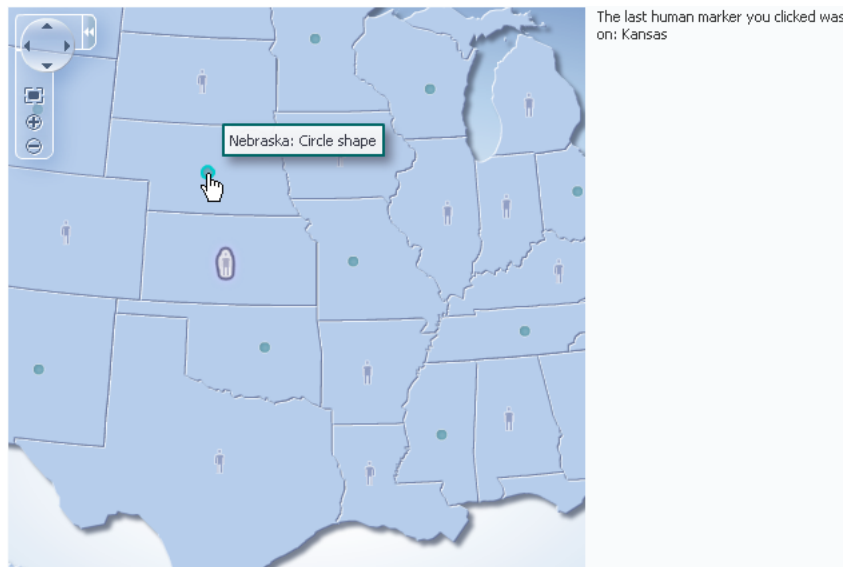 The last human marker you clicked was
on: Kansas
Nebraska: Circle shape